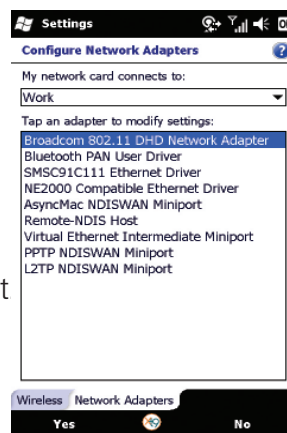 Settings
Configure Network Adapters
My network card connects to:
Work
Tap an adapter to modify settings:
Broadcom 802.11 DHD Network Adapter
Bluetooth PAN User Driver
SMSC91C111 Ethernet Driver
NE2000 Compatible Ethernet Driver
AsyncMac NDISWAN Miniport
Remote-NDIS Host
Virtual Ethernet Intermediate Miniport
PPTP NDISWAN Miniport
L2TP NDISWAN Miniport
t
Wireless Network Adapters
Yes No